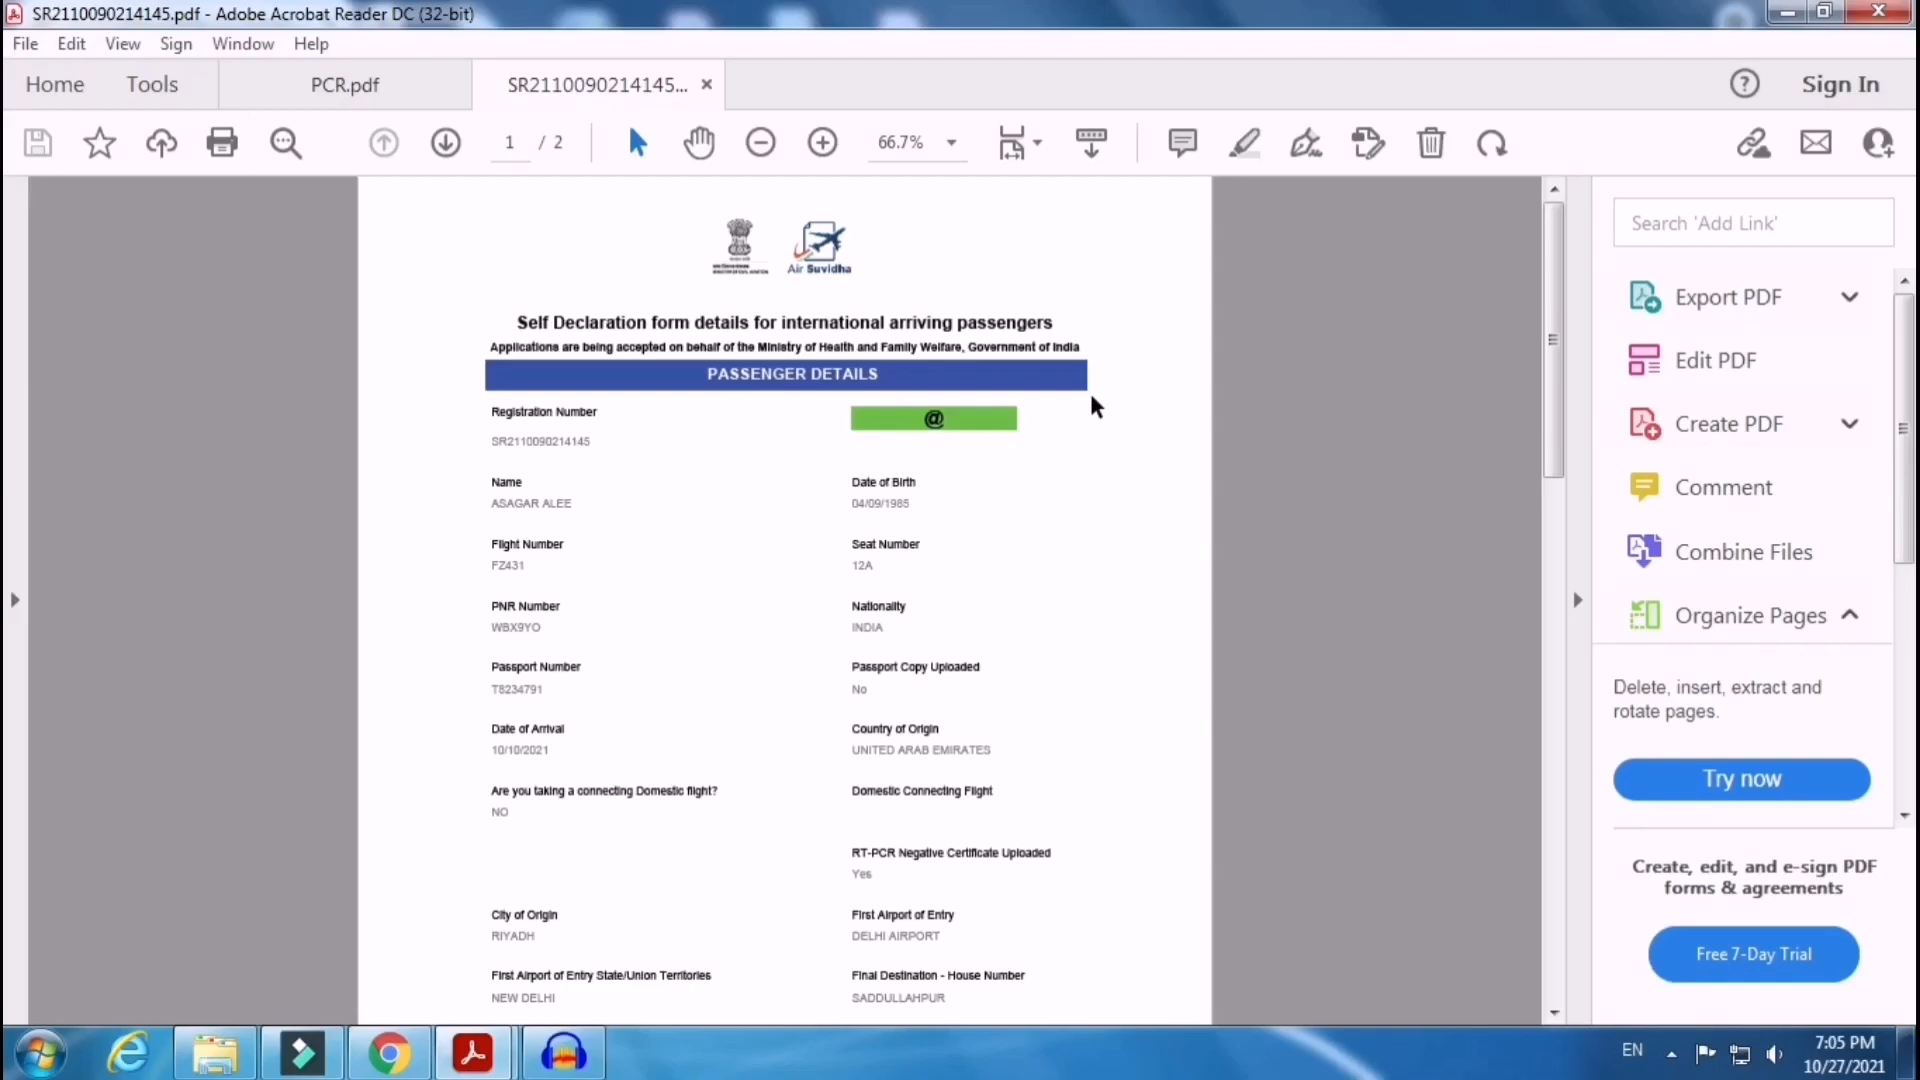 SR2110090214145.pdf - Adobe Acrobat Reader DC (32-bit)
File Edit View Sign Window Help
Home Tools PCR.pdf SR2110090214145... × ? Sign In
1 / 2 66.7%
Search 'Add Link'
Air Suvidha
Self Declaration form details for international arriving passengers
Applications are being accepted on behalf of the Ministry of Health and Family Welfare, Government of India
PASSENGER DETAILS
Registration Number
@
SR2110090214145
Name Date of Birth
ASAGAR ALEE 04/09/1985
Flight Number Seat Number
FZ431 12A
PNR Number Nationality
WBX9YO INDIA
Passport Number Passport Copy Uploaded
T8234791 No
Date of Arrival Country of Origin
10/10/2021 UNITED ARAB EMIRATES
Are you taking a connecting Domestic flight? Domestic Connecting Flight
NO
RT-PCR Negative Certificate Uploaded
Yes
City of Origin First Airport of Entry
RIYADH DELHI AIRPORT
First Airport of Entry State/Union Territories Final Destination - House Number
NEW DELHI SADDULLAHPUR
Export PDF
Edit PDF
Create PDF
Comment
Combine Files
Organize Pages
Delete, insert, extract and
rotate pages.
Try now
Create, edit, and e-sign PDF
forms & agreements
Free 7-Day Trial
EN 7:05 PM
10/27/2021